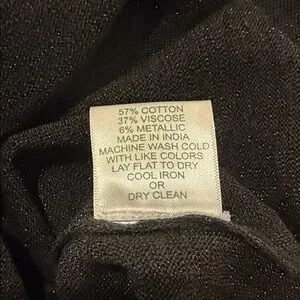 57% COTTON
37% VISCOSE
6% METALLIC
MADE IN INDIA
MACHINE WASH COLD
WITH LIKE COLORS
LAY FLAT TO DRY
COOL IRON
OR
DRY CLEAN